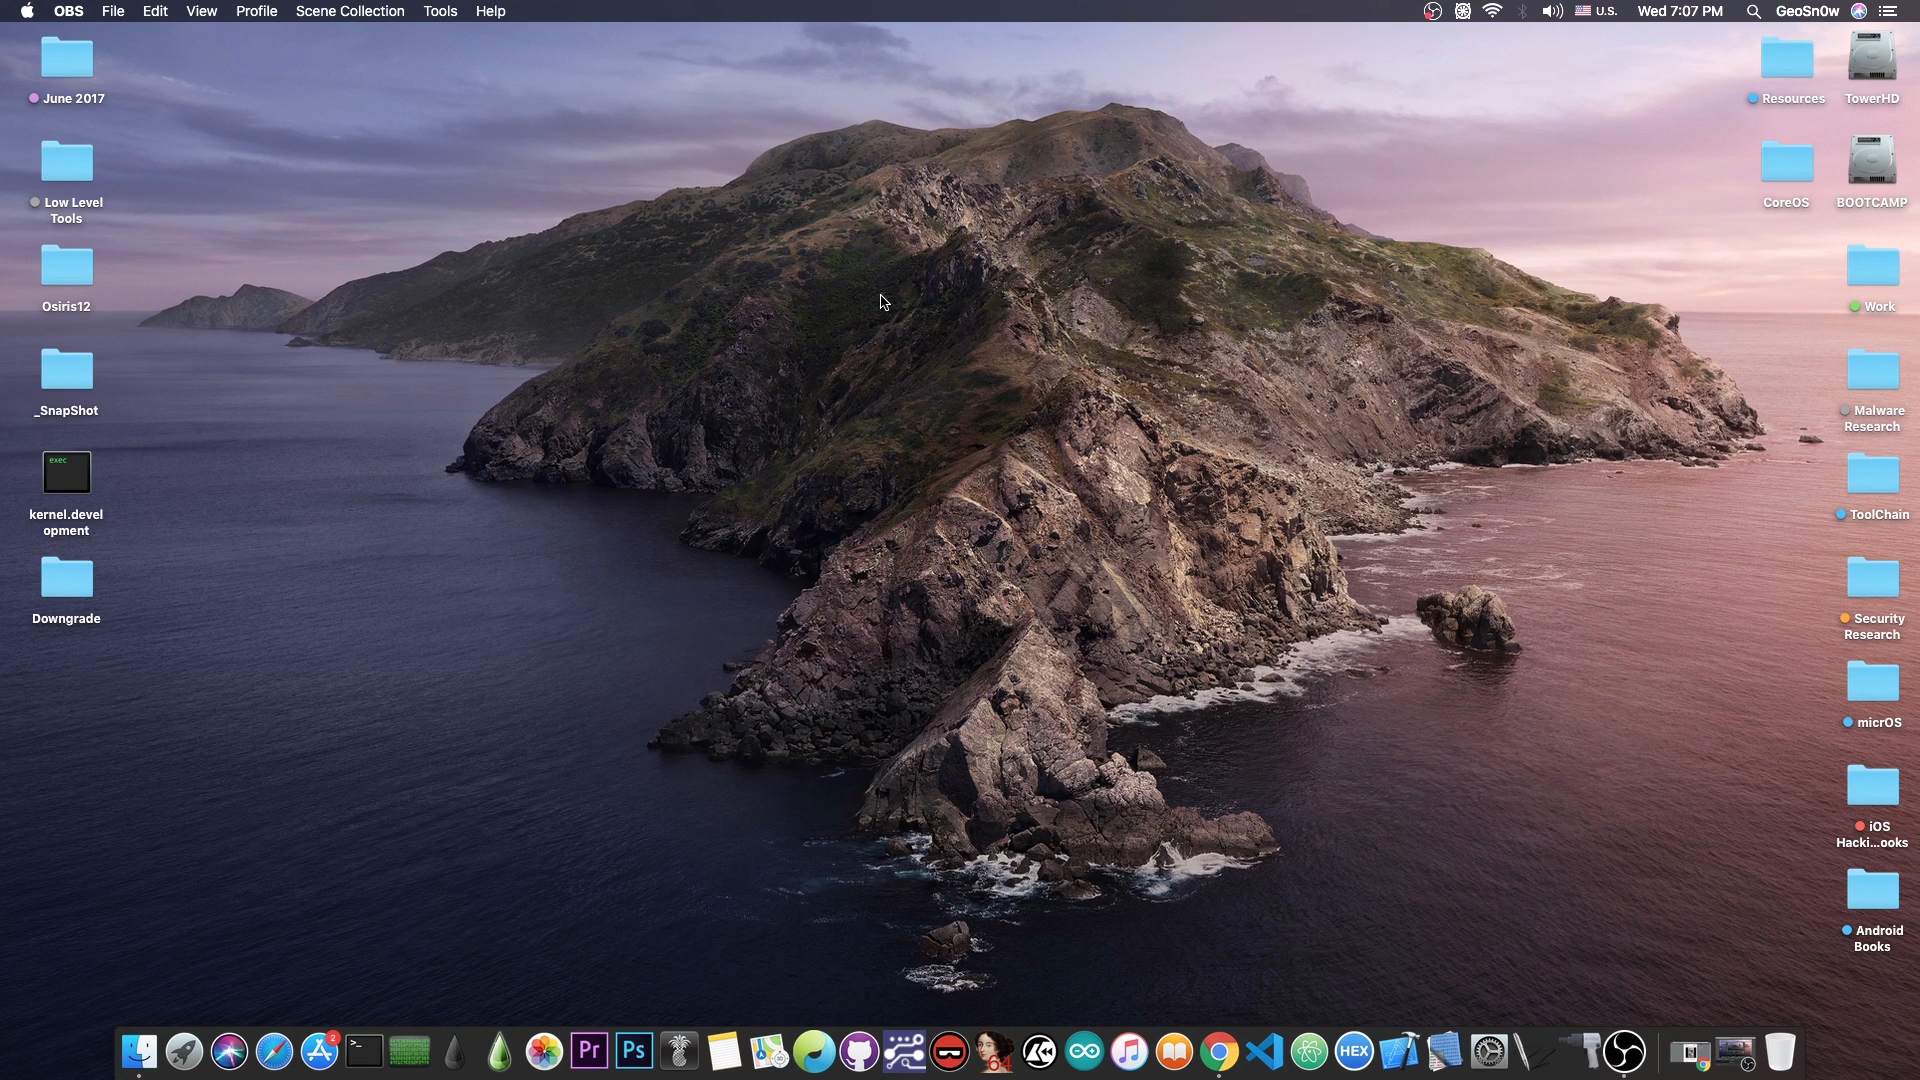 OBS File Edit View Profile Scene Collection Tools Help
U.S. Wed 7:07 PM GeoSn0w
June 2017
Low Level
Tools
Osiris12
_SnapShot
exec
kernel.devel
opment
Downgrade
Resources
TowerHD
CoreOS
BOOTCAMP
Work
Malware
Research
ToolChain
Security
Research
micrOS
iOS
Hacki...ooks
Android
Books
2
>_
Pr
Ps
64
HEX